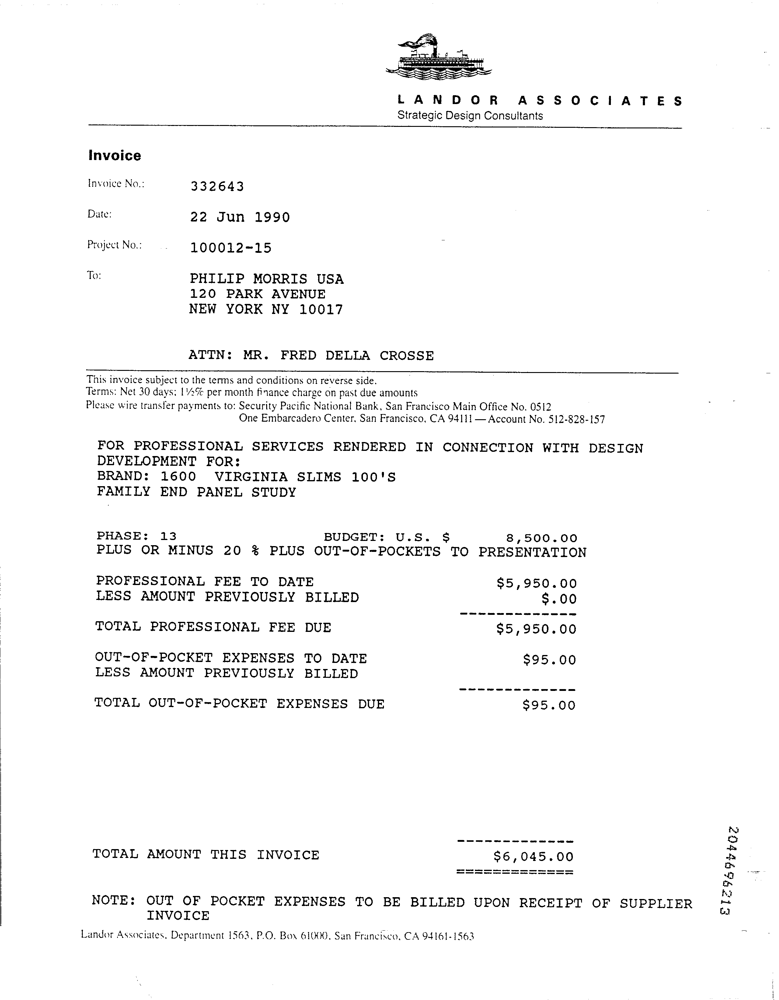 LANDOR ASSOCIATES
Strategic Design Consultants
Invoice
Invoice No.: 332643
Date: 22 Jun 1990
Project No.: 100012-15
To: PHILIP MORRIS USA
120 PARK AVENUE
NEW YORK NY 10017
ATTN: MR. FRED DELLA CROSSE
This invoice subject to the terms and conditions on reverse side.
Terms: Net 30 days; 1½% per month finance charge on past due amounts
Please wire transfer payments to: Security Pacific National Bank, San Francisco Main Office No. 0512
One Embarcadero Center, San Francisco, CA 94111 — Account No. 512-828-157
FOR PROFESSIONAL SERVICES RENDERED IN CONNECTION WITH DESIGN
DEVELOPMENT FOR:
BRAND: 1600 VIRGINIA SLIMS 100'S
FAMILY END PANEL STUDY
PHASE: 13 BUDGET: U.S. $ 8,500.00
PLUS OR MINUS 20 % PLUS OUT-OF-POCKETS TO PRESENTATION
PROFESSIONAL FEE TO DATE $5,950.00
LESS AMOUNT PREVIOUSLY BILLED $.00
TOTAL PROFESSIONAL FEE DUE $5,950.00
OUT-OF-POCKET EXPENSES TO DATE $95.00
LESS AMOUNT PREVIOUSLY BILLED
TOTAL OUT-OF-POCKET EXPENSES DUE $95.00
TOTAL AMOUNT THIS INVOICE $6,045.00
NOTE: OUT OF POCKET EXPENSES TO BE BILLED UPON RECEIPT OF SUPPLIER
INVOICE
Landor Associates, Department 1563, P.O. Box 61000, San Francisco, CA 94161-1563
2044696213